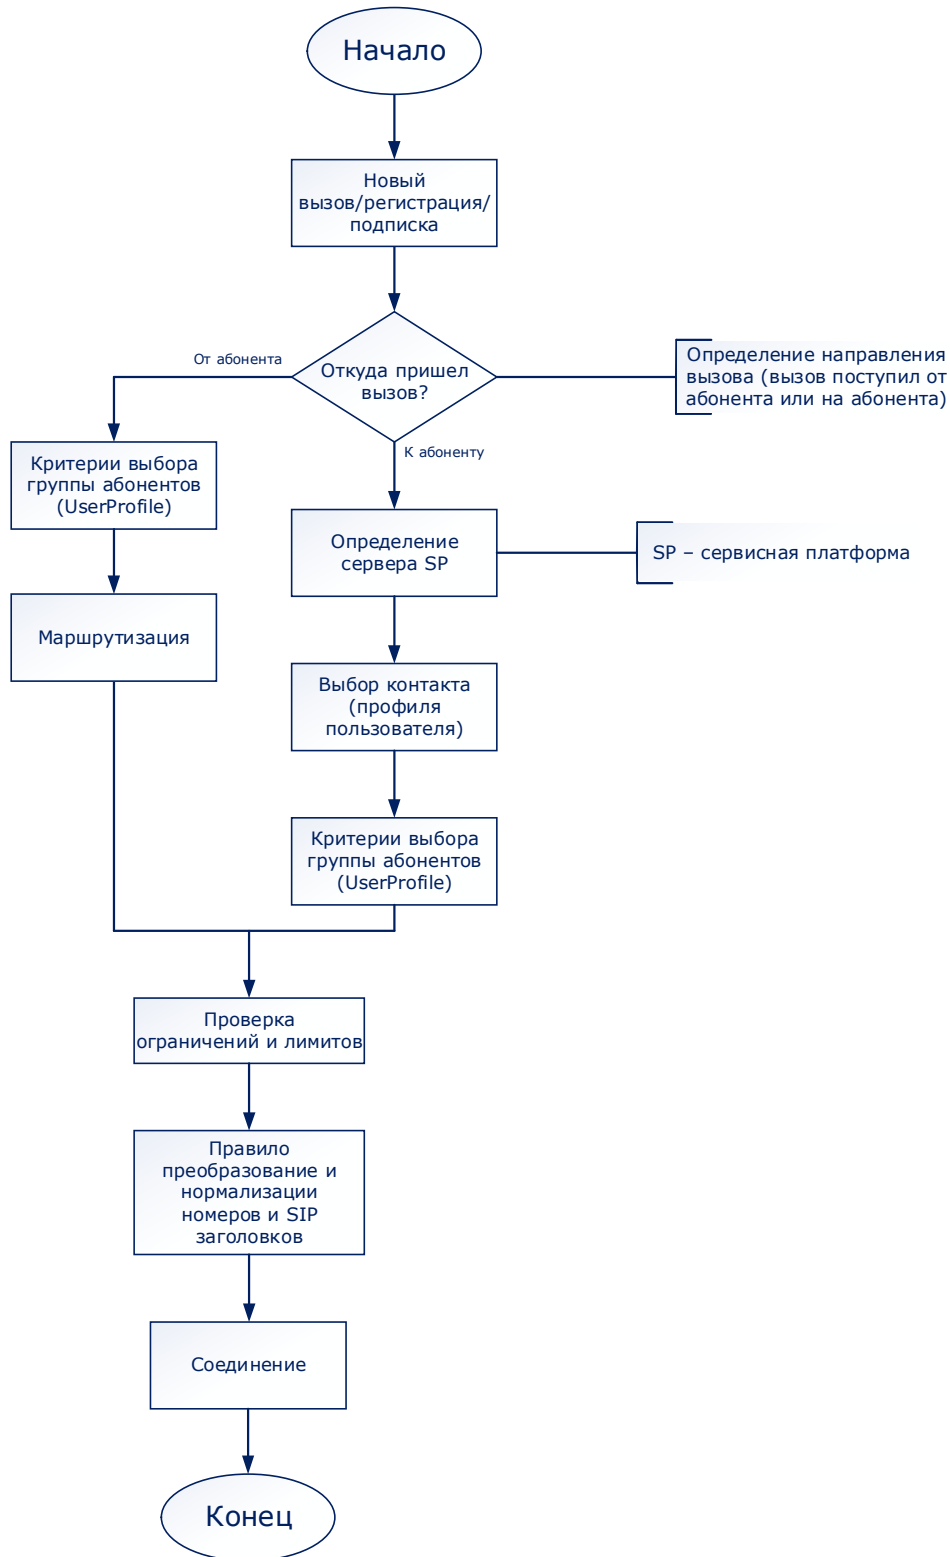 Начало
Новый
вызов/регистрация/
подписка
От абонента
Откуда пришел
вызов?
Определение направления
вызова (вызов поступил от
абонента или на абонента)
К абоненту
Критерии выбора
группы абонентов
(UserProfile)
Определение
сервера SP
SP – сервисная платформа
Маршрутизация
Выбор контакта
(профиля
пользователя)
Критерии выбора
группы абонентов
(UserProfile)
Проверка
ограничений и лимитов
Правило
преобразование и
нормализации
номеров и SIP
заголовков
Соединение
Конец